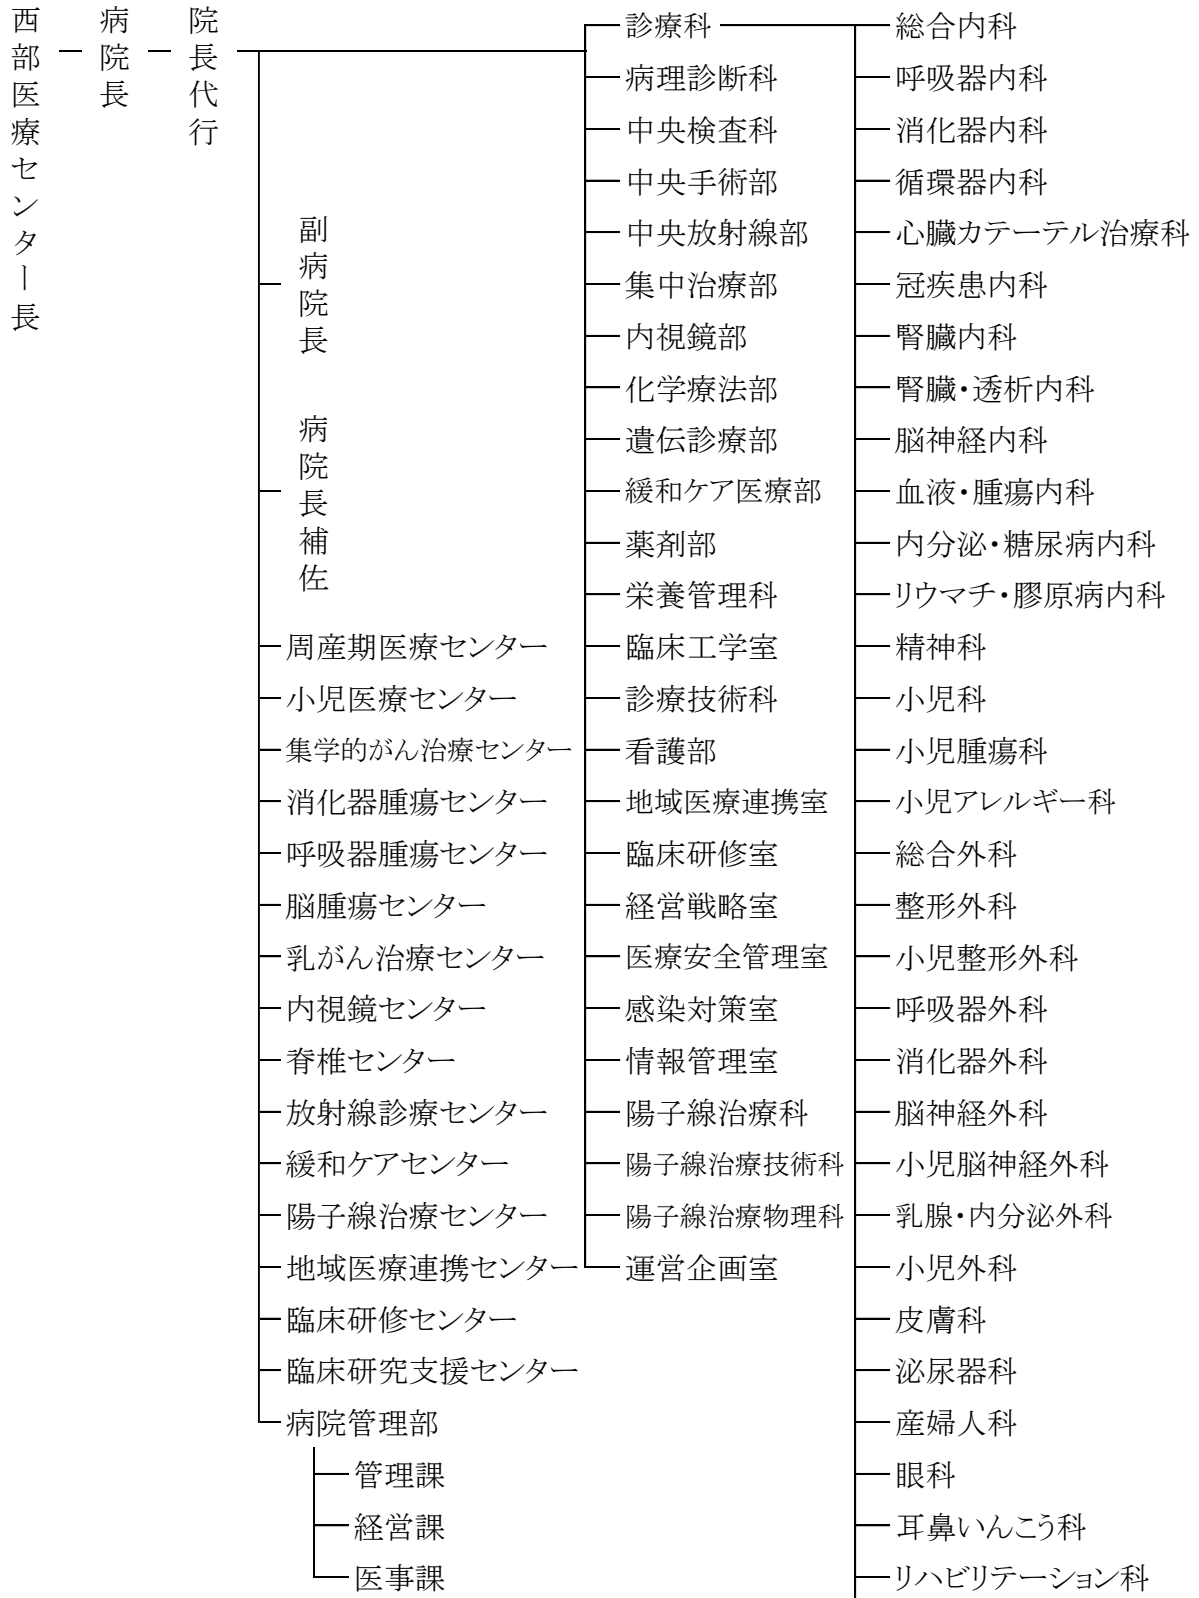 西部医療センター長
病院長
院長代行
副病院長
病院長補佐
周産期医療センター
小児医療センター
集学的がん治療センター
消化器腫瘍センター
呼吸器腫瘍センター
脳腫瘍センター
乳がん治療センター
内視鏡センター
脊椎センター
放射線診療センター
緩和ケアセンター
陽子線治療センター
地域医療連携センター
臨床研修センター
臨床研究支援センター
病院管理部
管理課
経営課
医事課
診療科
病理診断科
中央検査科
中央手術部
中央放射線部
集中治療部
内視鏡部
化学療法部
遺伝診療部
緩和ケア医療部
薬剤部
栄養管理科
臨床工学室
診療技術科
看護部
地域医療連携室
臨床研修室
経営戦略室
医療安全管理室
感染対策室
情報管理室
陽子線治療科
陽子線治療技術科
陽子線治療物理科
運営企画室
総合内科
呼吸器内科
消化器内科
循環器内科
心臓カテーテル治療科
冠疾患内科
腎臓内科
腎臓・透析内科
脳神経内科
血液・腫瘍内科
内分泌・糖尿病内科
リウマチ・膠原病内科
精神科
小児科
小児腫瘍科
小児アレルギー科
総合外科
整形外科
小児整形外科
呼吸器外科
消化器外科
脳神経外科
小児脳神経外科
乳腺・内分泌外科
小児外科
皮膚科
泌尿器科
産婦人科
眼科
耳鼻いんこう科
リハビリテーション科